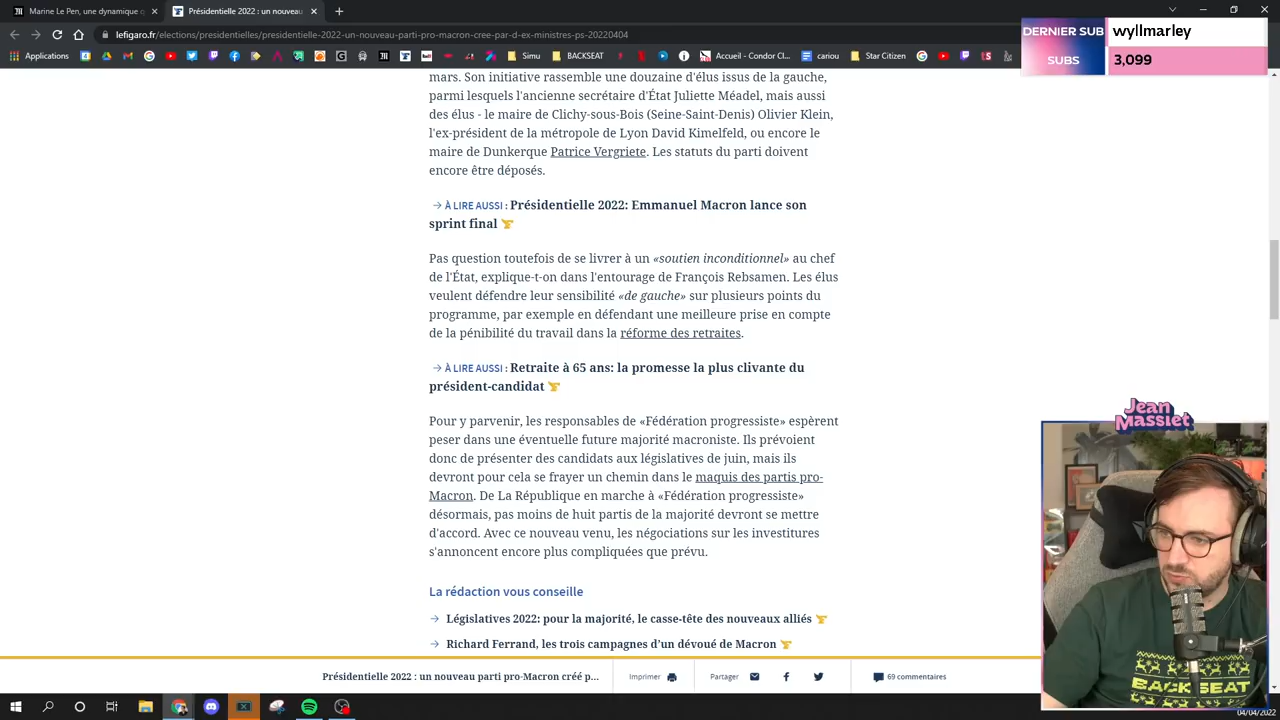 Marine Le Pen, une dynamique
Présidentielle 2022 : un nouveau
lefigaro.fr/elections/presidentielles/presidentielle-2022-un-nouveau-parti-pro-macron-cree-par-d-ex-ministres-ps-20220404
Applications
Simu
BACKSEAT
Accueil - Condor Cl...
cariou
Star Citizen
DERNIER SUB
wyllmarley
SUBS
3,099
mars. Son initiative rassemble une douzaine d'élus issus de la gauche,
parmi lesquels l'ancienne secrétaire d'État Juliette Méadel, mais aussi
des élus - le maire de Clichy-sous-Bois (Seine-Saint-Denis) Olivier Klein,
l'ex-président de la métropole de Lyon David Kimelfeld, ou encore le
maire de Dunkerque Patrice Vergriete. Les statuts du parti doivent
encore être déposés.
→ À LIRE AUSSI : Présidentielle 2022: Emmanuel Macron lance son
sprint final
Pas question toutefois de se livrer à un «soutien inconditionnel» au chef
de l'État, explique-t-on dans l'entourage de François Rebsamen. Les élus
veulent défendre leur sensibilité «de gauche» sur plusieurs points du
programme, par exemple en défendant une meilleure prise en compte
de la pénibilité du travail dans la réforme des retraites.
→ À LIRE AUSSI : Retraite à 65 ans: la promesse la plus clivante du
président-candidat
Pour y parvenir, les responsables de «Fédération progressiste» espèrent
peser dans une éventuelle future majorité macroniste. Ils prévoient
donc de présenter des candidats aux législatives de juin, mais ils
devront pour cela se frayer un chemin dans le maquis des partis pro-
Macron. De La République en marche à «Fédération progressiste»
désormais, pas moins de huit partis de la majorité devront se mettre
d'accord. Avec ce nouveau venu, les négociations sur les investitures
s'annoncent encore plus compliquées que prévu.
La rédaction vous conseille
→ Législatives 2022: pour la majorité, le casse-tête des nouveaux alliés
→ Richard Ferrand, les trois campagnes d'un dévoué de Macron
Présidentielle 2022 : un nouveau parti pro-Macron créé p...
Imprimer
Partager
69 commentaires
Jean
Massiet
BACKSEAT
04/04/2022